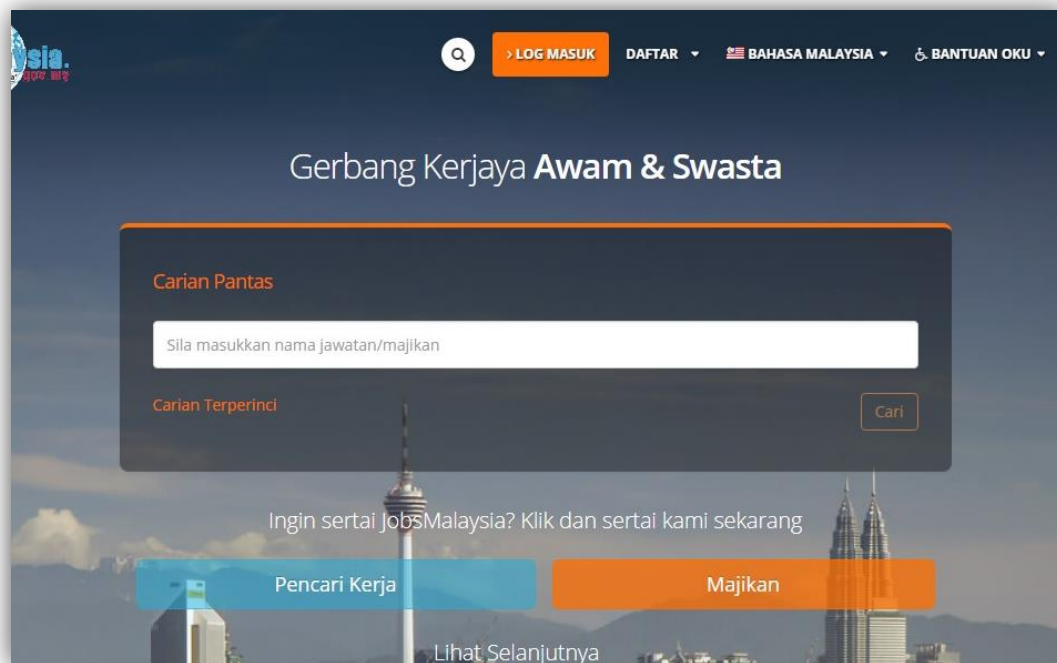 ysia.
> LOG MASUK
DAFTAR
BAHASA MALAYSIA
BANTUAN OKU
Gerbang Kerjaya Awam & Swasta
Carian Pantas
Sila masukkan nama jawatan/majikan
Carian Terperinci
Cari
Ingin sertai JobsMalaysia? Klik dan sertai kami sekarang
Pencari Kerja
Majikan
Lihat Selanjutnya